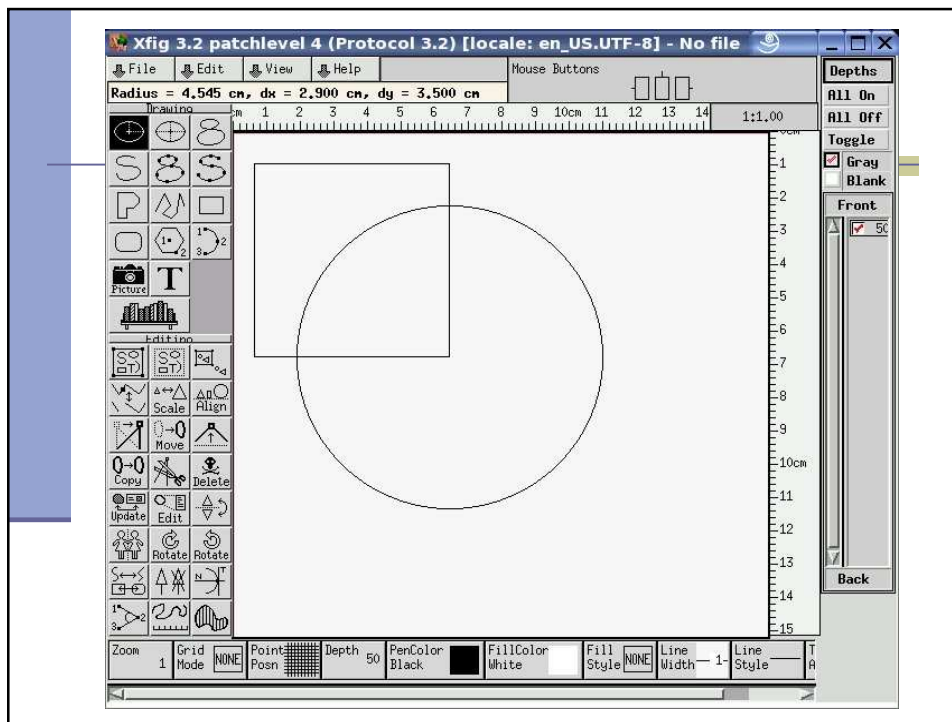 Xfig 3.2 patchlevel 4 (Protocol 3.2) [locale: en_US.UTF-8] - No file
File Edit View Help
Mouse Buttons
Radius = 4.545 cm, dx = 2.900 cm, dy = 3.500 cm
Depths
All On
All Off
Toggle
Gray
Blank
Front
50
Back
Drawing
cm 1 2 3 4 5 6 7 8 9 10cm 11 12 13 14
1:1.00
0cm
1
2
3
4
5
6
7
8
9
10cm
11
12
13
14
15
Picture T
Editing
Scale Align
Move
Copy Delete
Update Edit
Rotate Rotate
Zoom 1
Grid Mode NONE
Point Posn
Depth 50
PenColor Black
FillColor White
Fill Style NONE
Line Width 1
Line Style